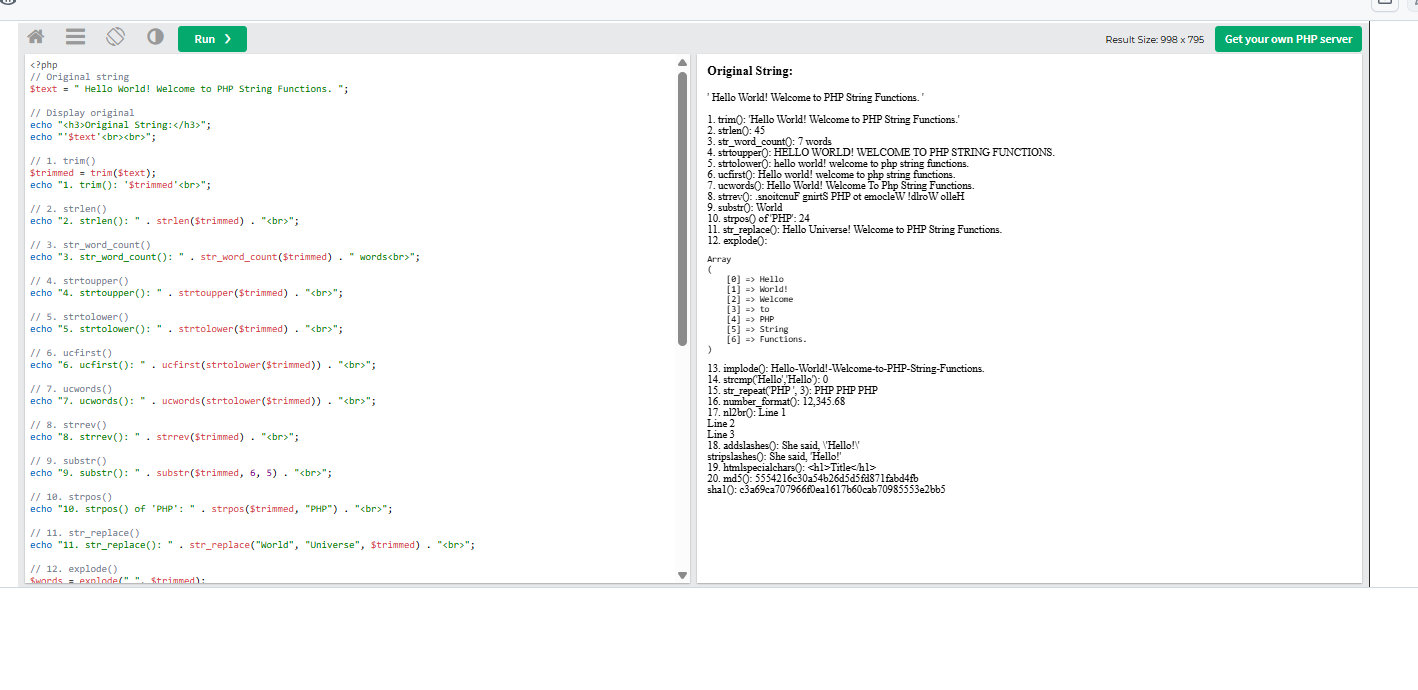 Run ❯
Result Size: 998 x 795
Get your own PHP server
<?php
// Original string
$text = " Hello World! Welcome to PHP String Functions. ";
// Display original
echo "<h3>Original String:</h3>";
echo "'$text'<br><br>";
// 1. trim()
$trimmed = trim($text);
echo "1. trim(): '$trimmed'<br>";
// 2. strlen()
echo "2. strlen(): " . strlen($trimmed) . "<br>";
// 3. str_word_count()
echo "3. str_word_count(): " . str_word_count($trimmed) . " words<br>";
// 4. strtoupper()
echo "4. strtoupper(): " . strtoupper($trimmed) . "<br>";
// 5. strtolower()
echo "5. strtolower(): " . strtolower($trimmed) . "<br>";
// 6. ucfirst()
echo "6. ucfirst(): " . ucfirst(strtolower($trimmed)) . "<br>";
// 7. ucwords()
echo "7. ucwords(): " . ucwords(strtolower($trimmed)) . "<br>";
// 8. strrev()
echo "8. strrev(): " . strrev($trimmed) . "<br>";
// 9. substr()
echo "9. substr(): " . substr($trimmed, 6, 5) . "<br>";
// 10. strpos()
echo "10. strpos() of 'PHP': " . strpos($trimmed, "PHP") . "<br>";
// 11. str_replace()
echo "11. str_replace(): " . str_replace("World", "Universe", $trimmed) . "<br>";
// 12. explode()
$words = explode(" ", $trimmed);
Original String:
' Hello World! Welcome to PHP String Functions. '
1. trim(): 'Hello World! Welcome to PHP String Functions.'
2. strlen(): 45
3. str_word_count(): 7 words
4. strtoupper(): HELLO WORLD! WELCOME TO PHP STRING FUNCTIONS.
5. strtolower(): hello world! welcome to php string functions.
6. ucfirst(): Hello world! welcome to php string functions.
7. ucwords(): Hello World! Welcome To Php String Functions.
8. strrev(): .snoitcnuF gnirtS PHP ot emocleW !dlroW olleH
9. substr(): World
10. strpos() of 'PHP': 24
11. str_replace(): Hello Universe! Welcome to PHP String Functions.
12. explode():
Array
(
[0] => Hello
[1] => World!
[2] => Welcome
[3] => to
[4] => PHP
[5] => String
[6] => Functions.
)
13. implode(): Hello-World!-Welcome-to-PHP-String-Functions.
14. strcmp('Hello','Hello'): 0
15. str_repeat('PHP ', 3): PHP PHP PHP
16. number_format(): 12,345.68
17. nl2br(): Line 1
Line 2
Line 3
18. addslashes(): She said, \'Hello!\'
stripslashes(): She said, 'Hello!'
19. htmlspecialchars(): <h1>Title</h1>
20. md5(): 5554216c30a54b26d5d5fd871fabd4fb
sha1(): c3a69ca707966f0ea1617b60cab70985553e2bb5